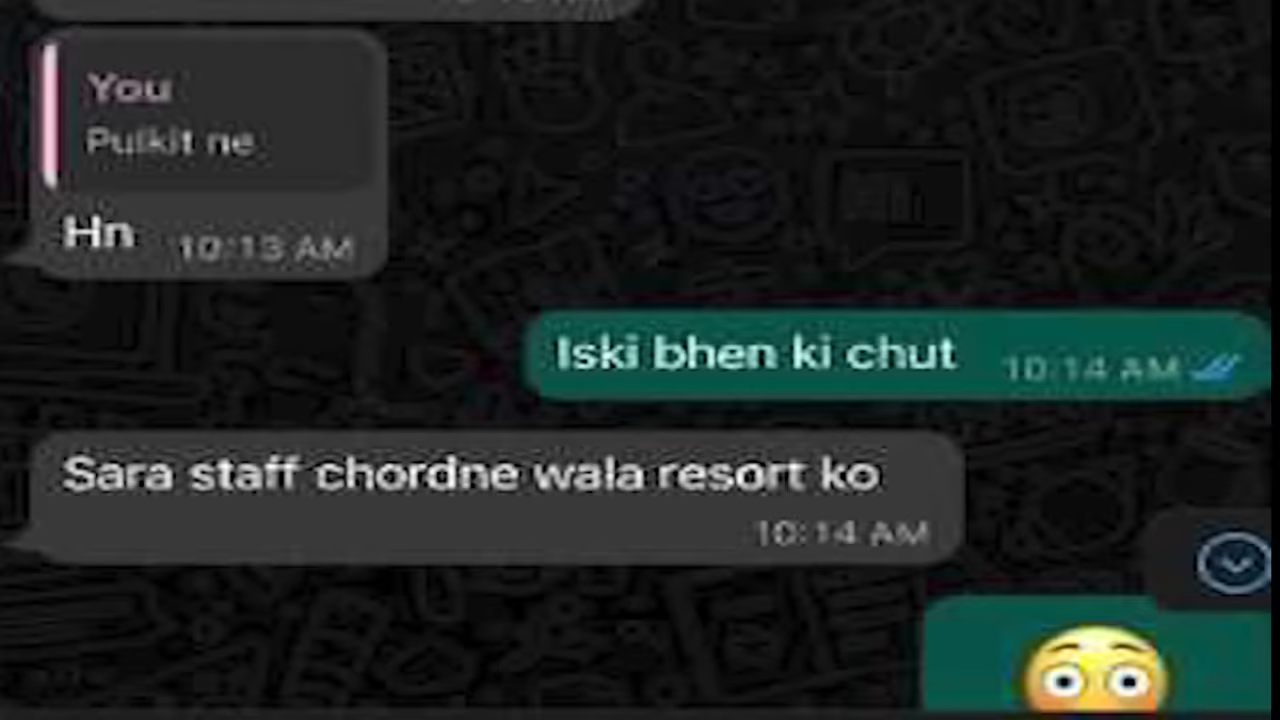 You
Pulkit ne
Hn 10:13 AM
Iski bhen ki chut 10:14 AM
Sara staff chordne wala resort ko
10:14 AM